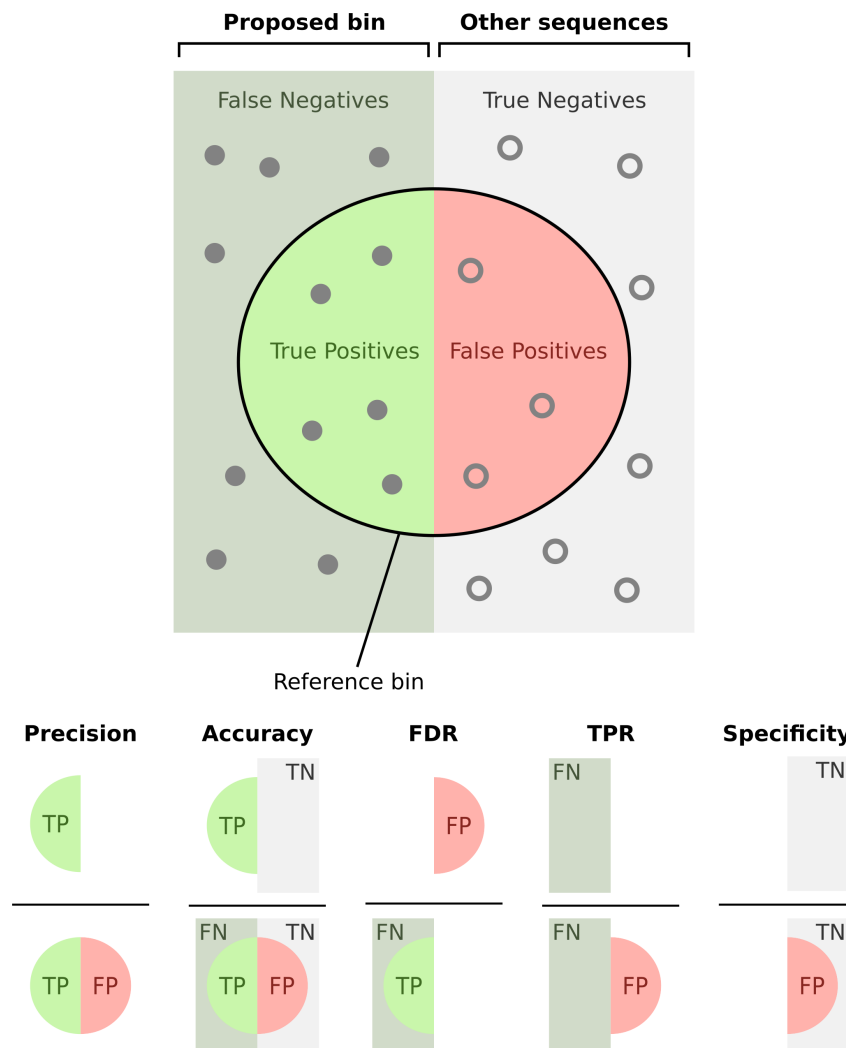 Proposed bin Other sequences
False Negatives True Negatives
True Positives False Positives
Reference bin
Precision Accuracy FDR TPR Specificity
TP TP TN FP FN TN
TP FP FN TP FP TN FN TP FN FP FP TN